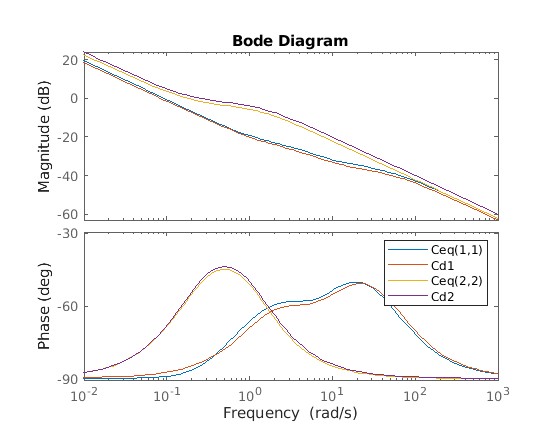 Bode Diagram
Magnitude (dB)
20
0
-20
-40
-60
Phase (deg)
-30
-60
-90
Ceq(1,1)
Cd1
Ceq(2,2)
Cd2
10^-2
10^-1
10^0
10^1
10^2
10^3
Frequency (rad/s)